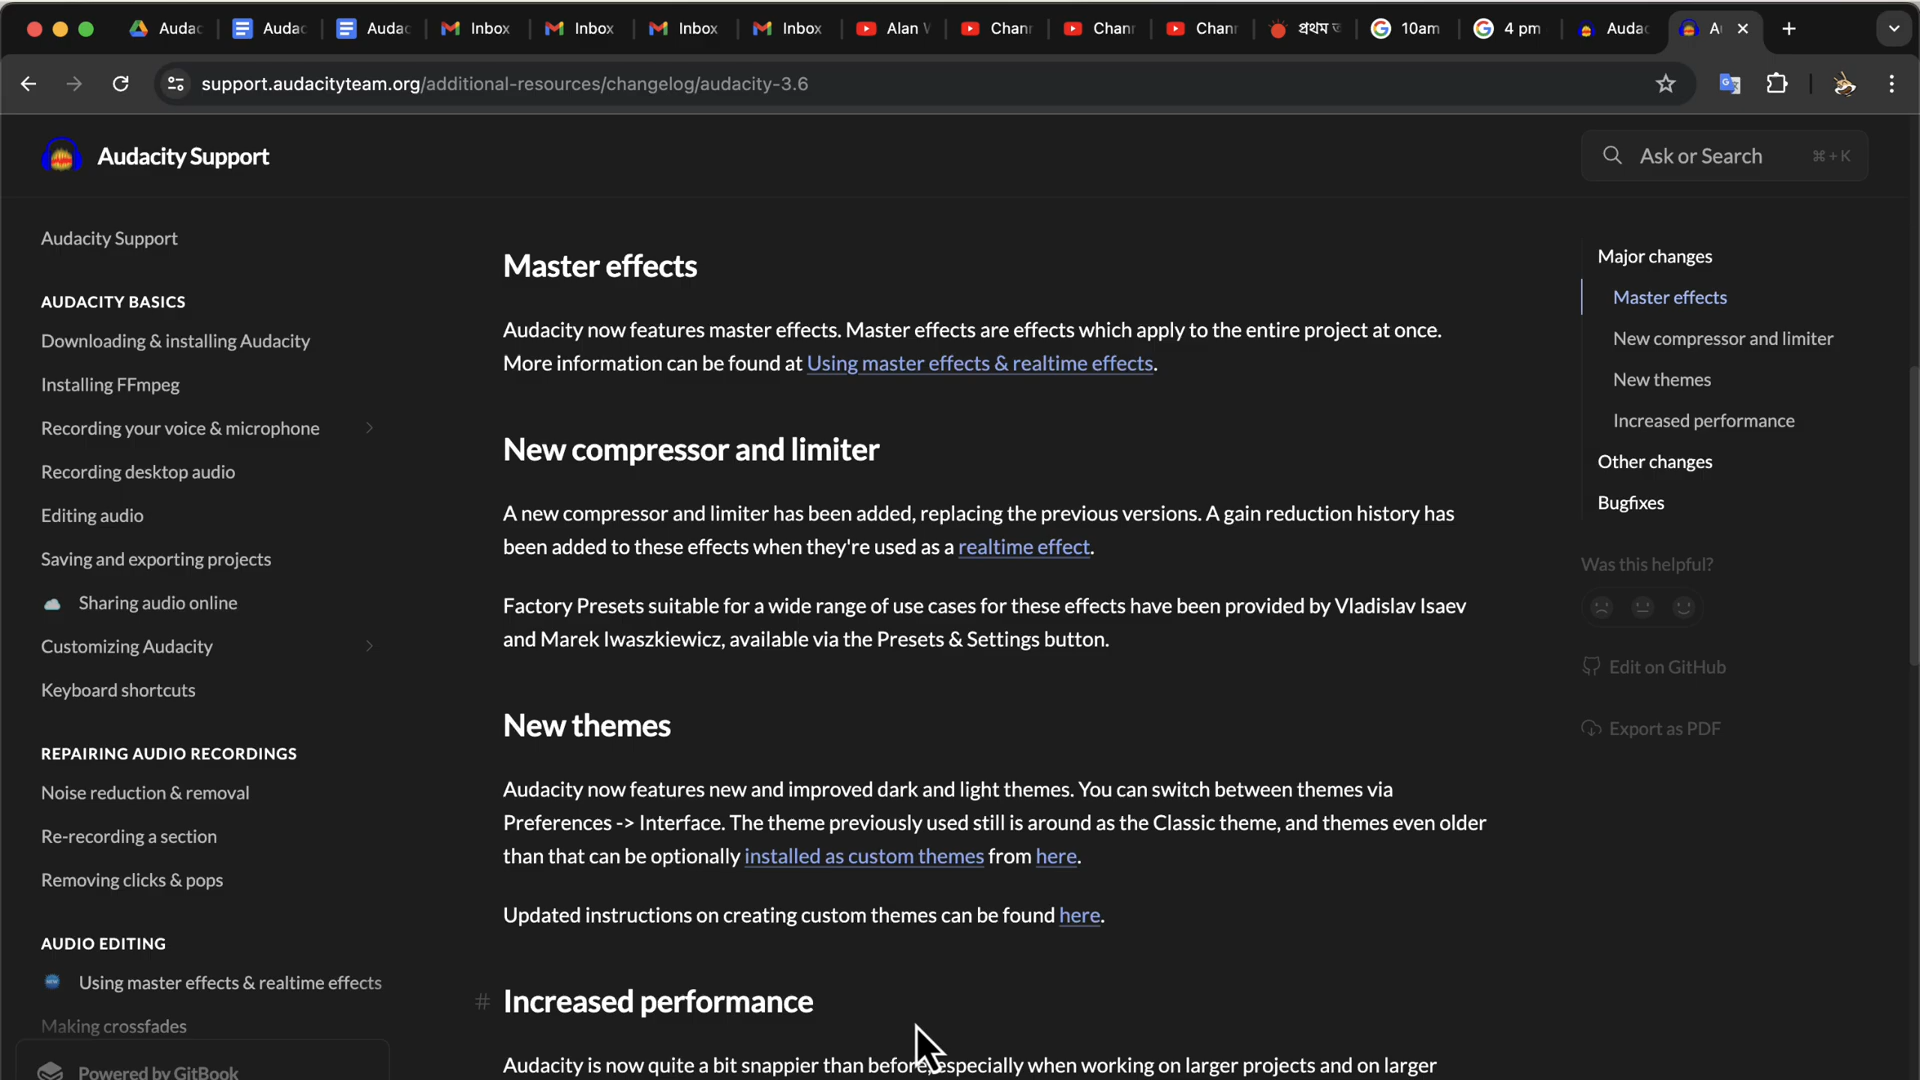 Audac
Audac
Audac
Inbox
Inbox
Inbox
Inbox
Alan
Chan
Chan
Chan
প্রথম
10am
4 pm
Audac
A
support.audacityteam.org/additional-resources/changelog/audacity-3.6
Audacity Support
Ask or Search
⌘+K
Audacity Support
AUDACITY BASICS
Downloading & installing Audacity
Installing FFmpeg
Recording your voice & microphone
Recording desktop audio
Editing audio
Saving and exporting projects
Sharing audio online
Customizing Audacity
Keyboard shortcuts
REPAIRING AUDIO RECORDINGS
Noise reduction & removal
Re-recording a section
Removing clicks & pops
AUDIO EDITING
Using master effects & realtime effects
Making crossfades
Powered by GitBook
Master effects
Audacity now features master effects. Master effects are effects which apply to the entire project at once.
More information can be found at Using master effects & realtime effects.
New compressor and limiter
A new compressor and limiter has been added, replacing the previous versions. A gain reduction history has
been added to these effects when they're used as a realtime effect.
Factory Presets suitable for a wide range of use cases for these effects have been provided by Vladislav Isaev
and Marek Iwaszkiewicz, available via the Presets & Settings button.
New themes
Audacity now features new and improved dark and light themes. You can switch between themes via
Preferences -> Interface. The theme previously used still is around as the Classic theme, and themes even older
than that can be optionally installed as custom themes from here.
Updated instructions on creating custom themes can be found here.
# Increased performance
Audacity is now quite a bit snappier than before, especially when working on larger projects and on larger
Major changes
Master effects
New compressor and limiter
New themes
Increased performance
Other changes
Bugfixes
Was this helpful?
Edit on GitHub
Export as PDF